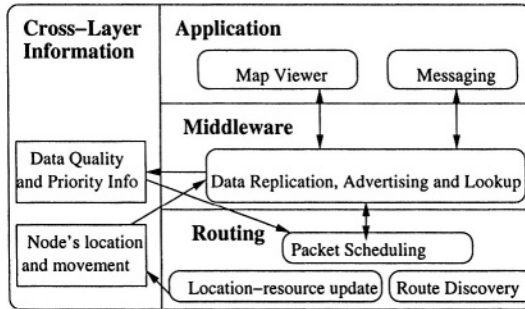 Cross-Layer
Information
Application
Map Viewer
Messaging
Middleware
Data Quality
and Priority Info
Data Replication, Advertising and Lookup
Node's location
and movement
Routing
Packet Scheduling
Location-resource update
Route Discovery